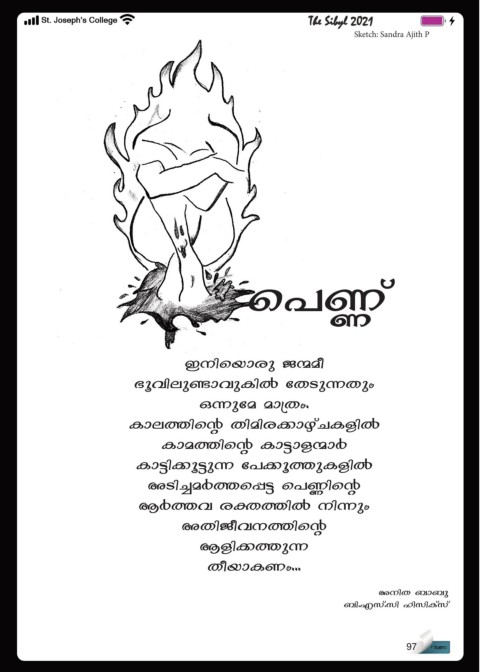 St. Joseph's College
The Sibyl 2021
Sketch: Sandra Ajith P
പെണ്ണ്
ഇനിയൊരു ജന്മമീ
ഭൂവിലുണ്ടാവുകിൽ തേടുന്നതും
ഒന്നുമേ മാത്രം.
കാലത്തിന്റെ തിമിരക്കാഴ്ചകളിൽ
കാമത്തിന്റെ കാട്ടാളന്മാർ
കാട്ടിക്കൂട്ടുന്ന പേക്കൂത്തുകളിൽ
അടിച്ചമർത്തപ്പെട്ട പെണ്ണിന്റെ
ആർത്തവ രക്തത്തിൽ നിന്നും
അതിജീവനത്തിന്റെ
ആളിക്കത്തുന്ന
തീയാകണം...
അനിത ബാബു
ബിഎസ്‌സി ഫിസിക്സ്
97